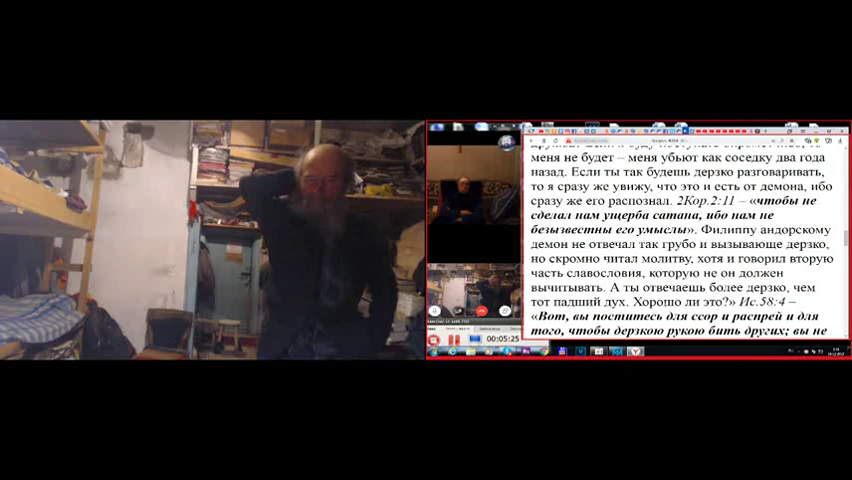 меня не будет – меня убьют как соседку два года
назад. Если ты так будешь дерзко разговаривать,
то я сразу же увижу, что это и есть от демона, ибо
сразу же его распознал. 2Кор.2:11 – «чтобы не
сделал нам ущерба сатана, ибо нам не
безызвестны его умыслы». Филиппу андорскому
демон не отвечал так грубо и вызывающе дерзко,
но скромно читал молитву, хотя и говорил вторую
часть славословия, которую не он должен
вычитывать. А ты отвечаешь более дерзко, чем
тот падший дух. Хорошо ли это?» Ис.58:4 –
«Вот, вы поститесь для ссор и распрей и для
того, чтобы дерзкою рукою бить других; вы не
00:05:25